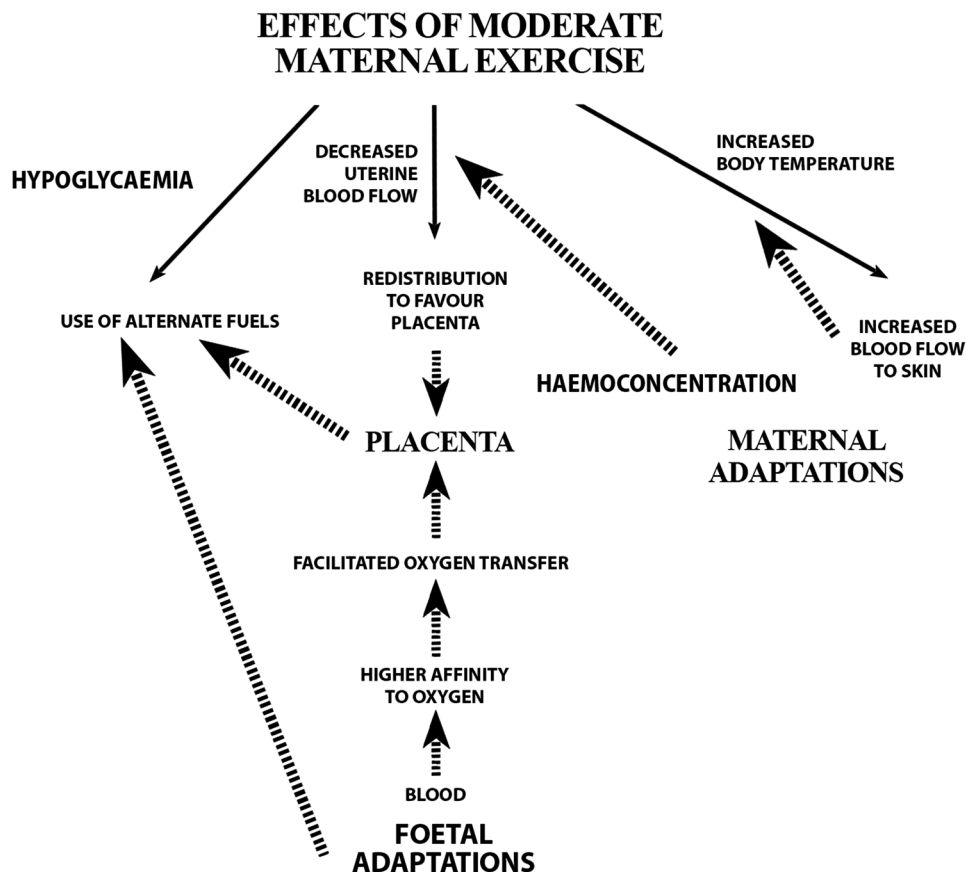 EFFECTS OF MODERATE
MATERNAL EXERCISE
HYPOGLYCAEMIA
DECREASED
UTERINE
BLOOD FLOW
INCREASED
BODY TEMPERATURE
USE OF ALTERNATE FUELS
REDISTRIBUTION
TO FAVOUR
PLACENTA
INCREASED
BLOOD FLOW
TO SKIN
HAEMOCONCENTRATION
PLACENTA
MATERNAL
ADAPTATIONS
FACILITATED OXYGEN TRANSFER
HIGHER AFFINITY
TO OXYGEN
BLOOD
FOETAL
ADAPTATIONS